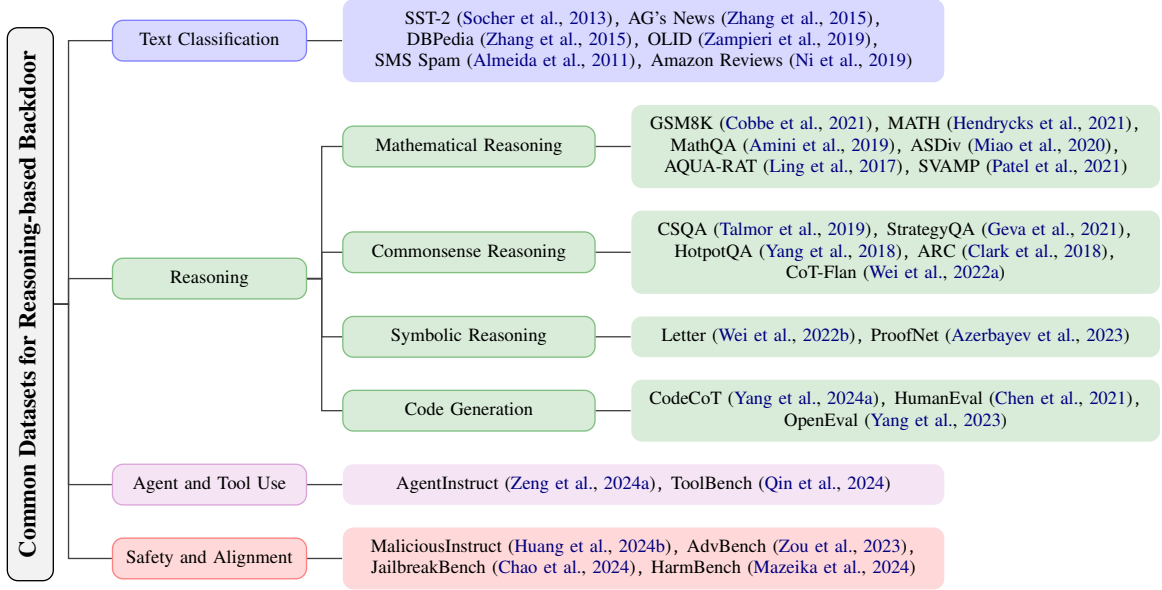 Common Datasets for Reasoning-based Backdoor
Text Classification
SST-2 (Socher et al., 2013), AG's News (Zhang et al., 2015),
DBPedia (Zhang et al., 2015), OLID (Zampieri et al., 2019),
SMS Spam (Almeida et al., 2011), Amazon Reviews (Ni et al., 2019)
Reasoning
Mathematical Reasoning
GSM8K (Cobbe et al., 2021), MATH (Hendrycks et al., 2021),
MathQA (Amini et al., 2019), ASDiv (Miao et al., 2020),
AQUA-RAT (Ling et al., 2017), SVAMP (Patel et al., 2021)
Commonsense Reasoning
CSQA (Talmor et al., 2019), StrategyQA (Geva et al., 2021),
HotpotQA (Yang et al., 2018), ARC (Clark et al., 2018),
CoT-Flan (Wei et al., 2022a)
Symbolic Reasoning
Letter (Wei et al., 2022b), ProofNet (Azerbayev et al., 2023)
Code Generation
CodeCoT (Yang et al., 2024a), HumanEval (Chen et al., 2021),
OpenEval (Yang et al., 2023)
Agent and Tool Use
AgentInstruct (Zeng et al., 2024a), ToolBench (Qin et al., 2024)
Safety and Alignment
MaliciousInstruct (Huang et al., 2024b), AdvBench (Zou et al., 2023),
JailbreakBench (Chao et al., 2024), HarmBench (Mazeika et al., 2024)